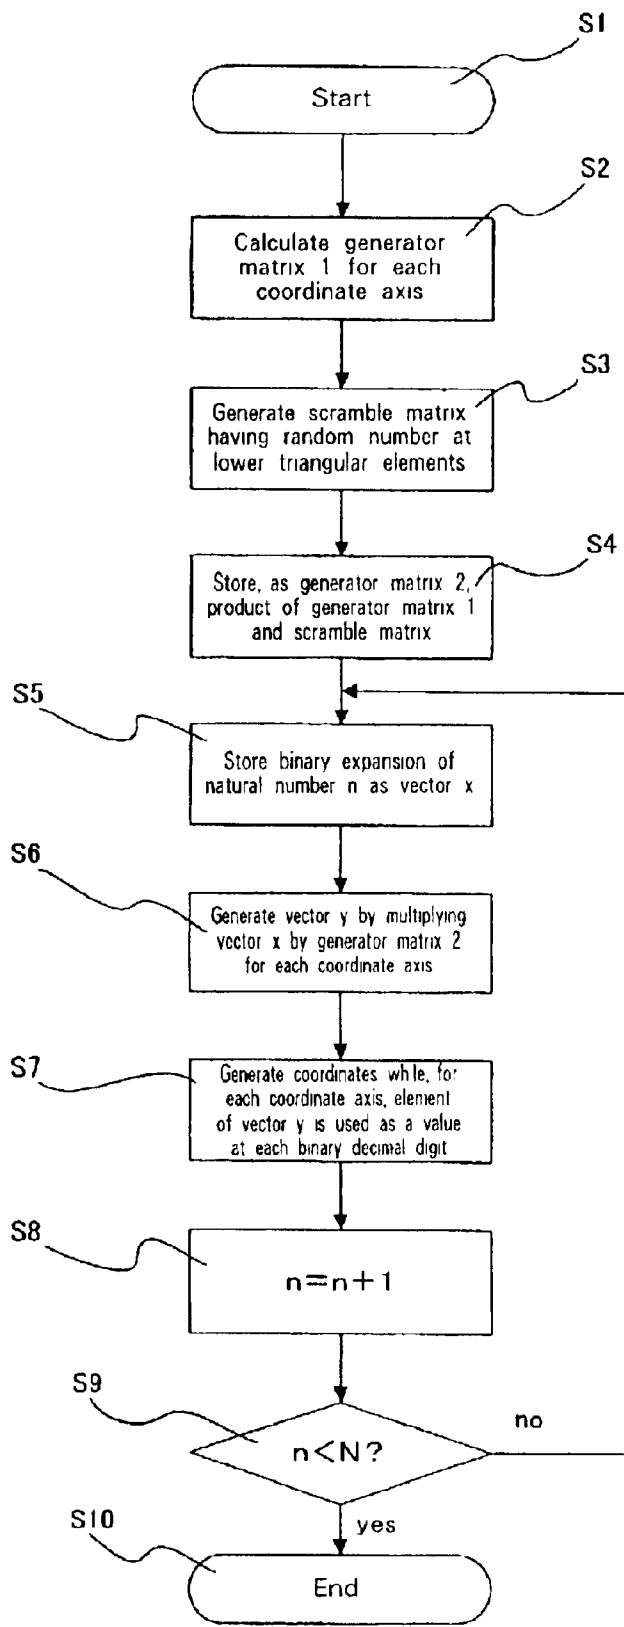 S1
Start
S2
Calculate generator
matrix 1 for each
coordinate axis
S3
Generate scramble matrix
having random number at
lower triangular elements
S4
Store, as generator matrix 2,
product of generator matrix 1
and scramble matrix
S5
Store binary expansion of
natural number n as vector x
S6
Generate vector y by multiplying
vector x by generator matrix 2
for each coordinate axis
S7
Generate coordinates while, for
each coordinate axis, element
of vector y is used as a value
at each binary decimal digit
S8
n=n+1
S9
n<N?
no
yes
S10
End